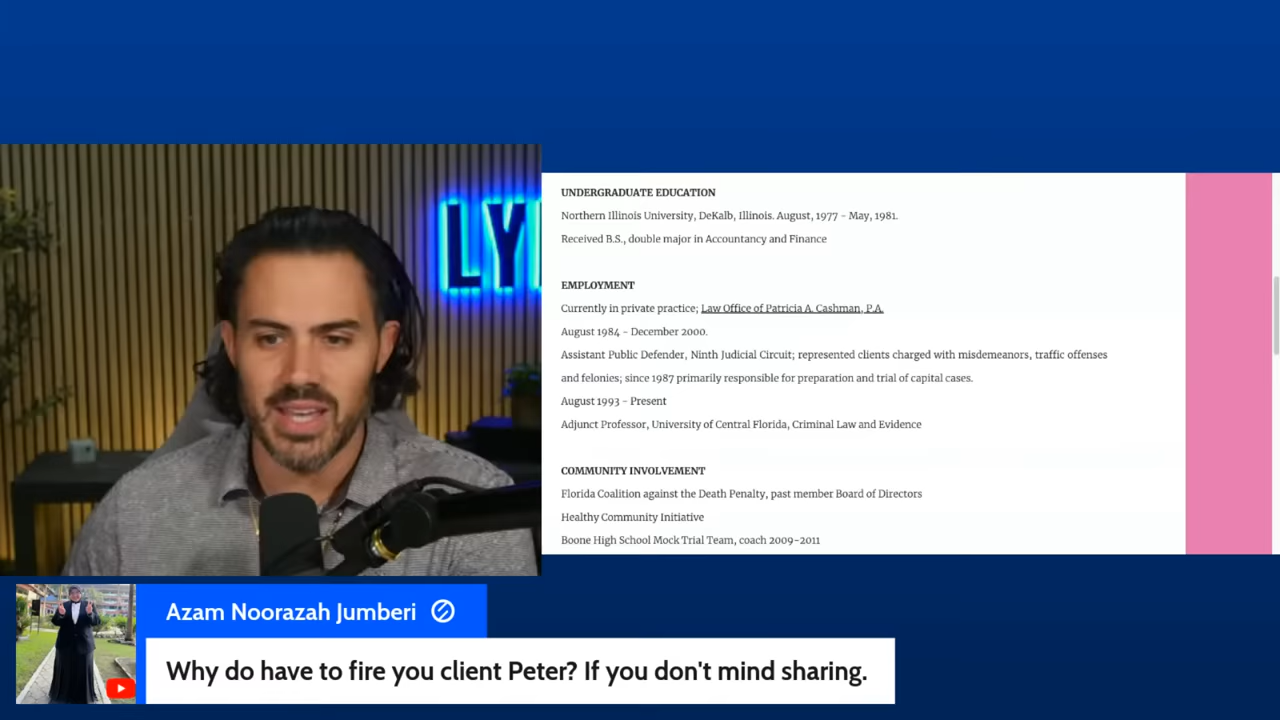 LY
UNDERGRADUATE EDUCATION
Northern Illinois University, DeKalb, Illinois. August, 1977 - May, 1981.
Received B.S., double major in Accountancy and Finance
EMPLOYMENT
Currently in private practice; Law Office of Patricia A. Cashman, P.A.
August 1984 - December 2000.
Assistant Public Defender, Ninth Judicial Circuit; represented clients charged with misdemeanors, traffic offenses
and felonies; since 1987 primarily responsible for preparation and trial of capital cases.
August 1993 - Present
Adjunct Professor, University of Central Florida, Criminal Law and Evidence
COMMUNITY INVOLVEMENT
Florida Coalition against the Death Penalty, past member Board of Directors
Healthy Community Initiative
Boone High School Mock Trial Team, coach 2009-2011
Azam Noorazah Jumberi
Why do have to fire you client Peter? If you don't mind sharing.